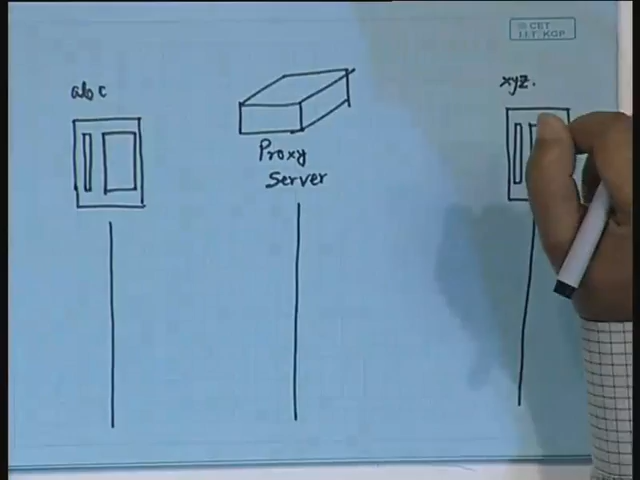 © CET
I.I.T. KGP
abc
xyz.
Proxy
Server